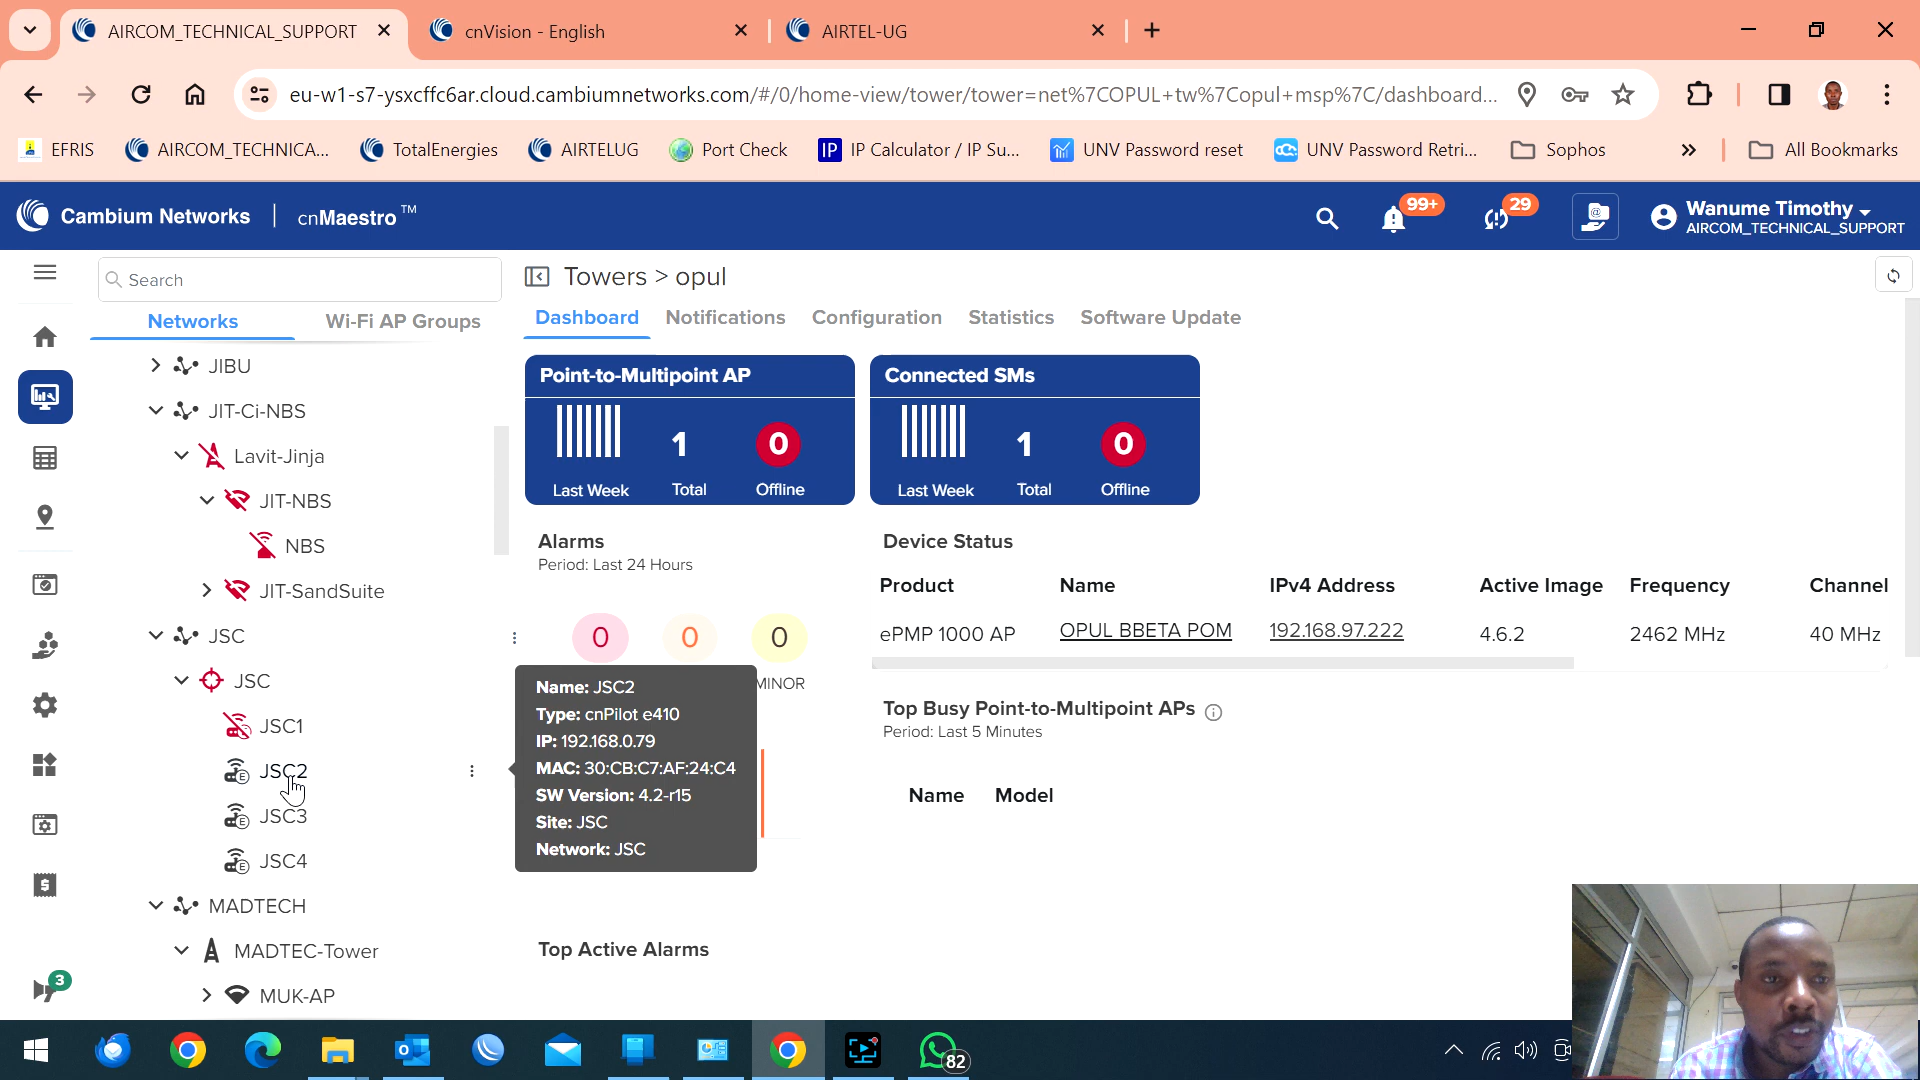 AIRCOM_TECHNICAL_SUPPORT
cnVision - English
AIRTEL-UG
eu-w1-s7-ysxcffc6ar.cloud.cambiumnetworks.com/#/0/home-view/tower/tower=net%7COPUL+tw%7Copul+msp%7C/dashboard...
EFRIS
AIRCOM_TECHNICA...
TotalEnergies
AIRTELUG
Port Check
IP
IP Calculator / IP Su...
UNV Password reset
UNV Password Retri...
Sophos
All Bookmarks
Cambium Networks
cnMaestro™
99+
29
Wanume Timothy
AIRCOM_TECHNICAL_SUPPORT
Search
Towers > opul
Networks
Wi-Fi AP Groups
Dashboard
Notifications
Configuration
Statistics
Software Update
JIBU
JIT-Ci-NBS
Lavit-Jinja
JIT-NBS
NBS
JIT-SandSuite
JSC
JSC
JSC1
JSC2
JSC3
JSC4
MADTECH
MADTEC-Tower
MUK-AP
3
Point-to-Multipoint AP
1
0
Last Week
Total
Offline
Connected SMs
1
0
Last Week
Total
Offline
Alarms
Period: Last 24 Hours
0
0
0
MINOR
Name: JSC2
Type: cnPilot e410
IP: 192.168.0.79
MAC: 30:CB:C7:AF:24:C4
SW Version: 4.2-r15
Site: JSC
Network: JSC
Device Status
Product Name IPv4 Address Active Image Frequency Channel
ePMP 1000 AP OPUL BBETA POM 192.168.97.222 4.6.2 2462 MHz 40 MHz
Top Busy Point-to-Multipoint APs
Period: Last 5 Minutes
Name Model
Top Active Alarms
82